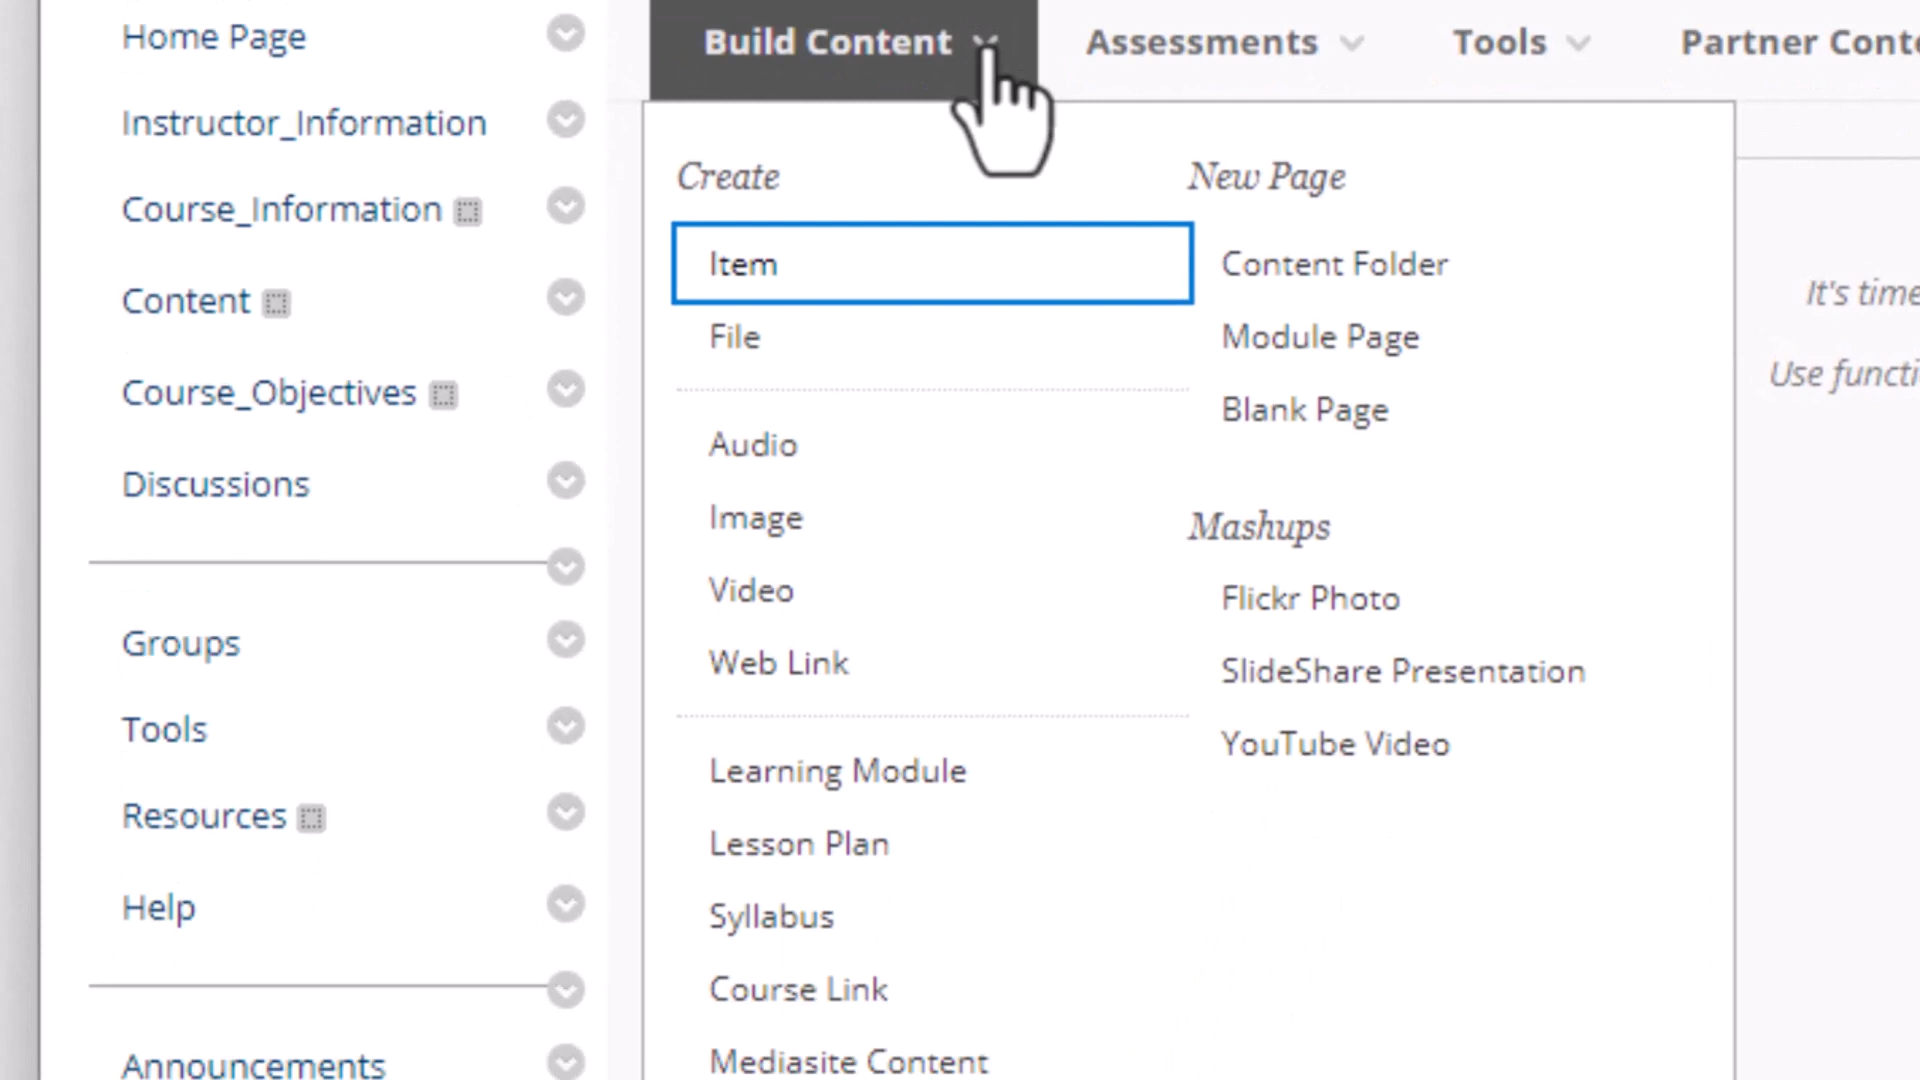 Home Page
Instructor_Information
Course_Information
Content
Course_Objectives
Discussions
Groups
Tools
Resources
Help
Announcements
Build Content
Assessments
Tools
Partner
Create
Item
File
Audio
Image
Video
Web Link
Learning Module
Lesson Plan
Syllabus
Course Link
Mediasite Content
New Page
Content Folder
Module Page
Blank Page
Mashups
Flickr Photo
SlideShare Presentation
YouTube Video
It's time
Use